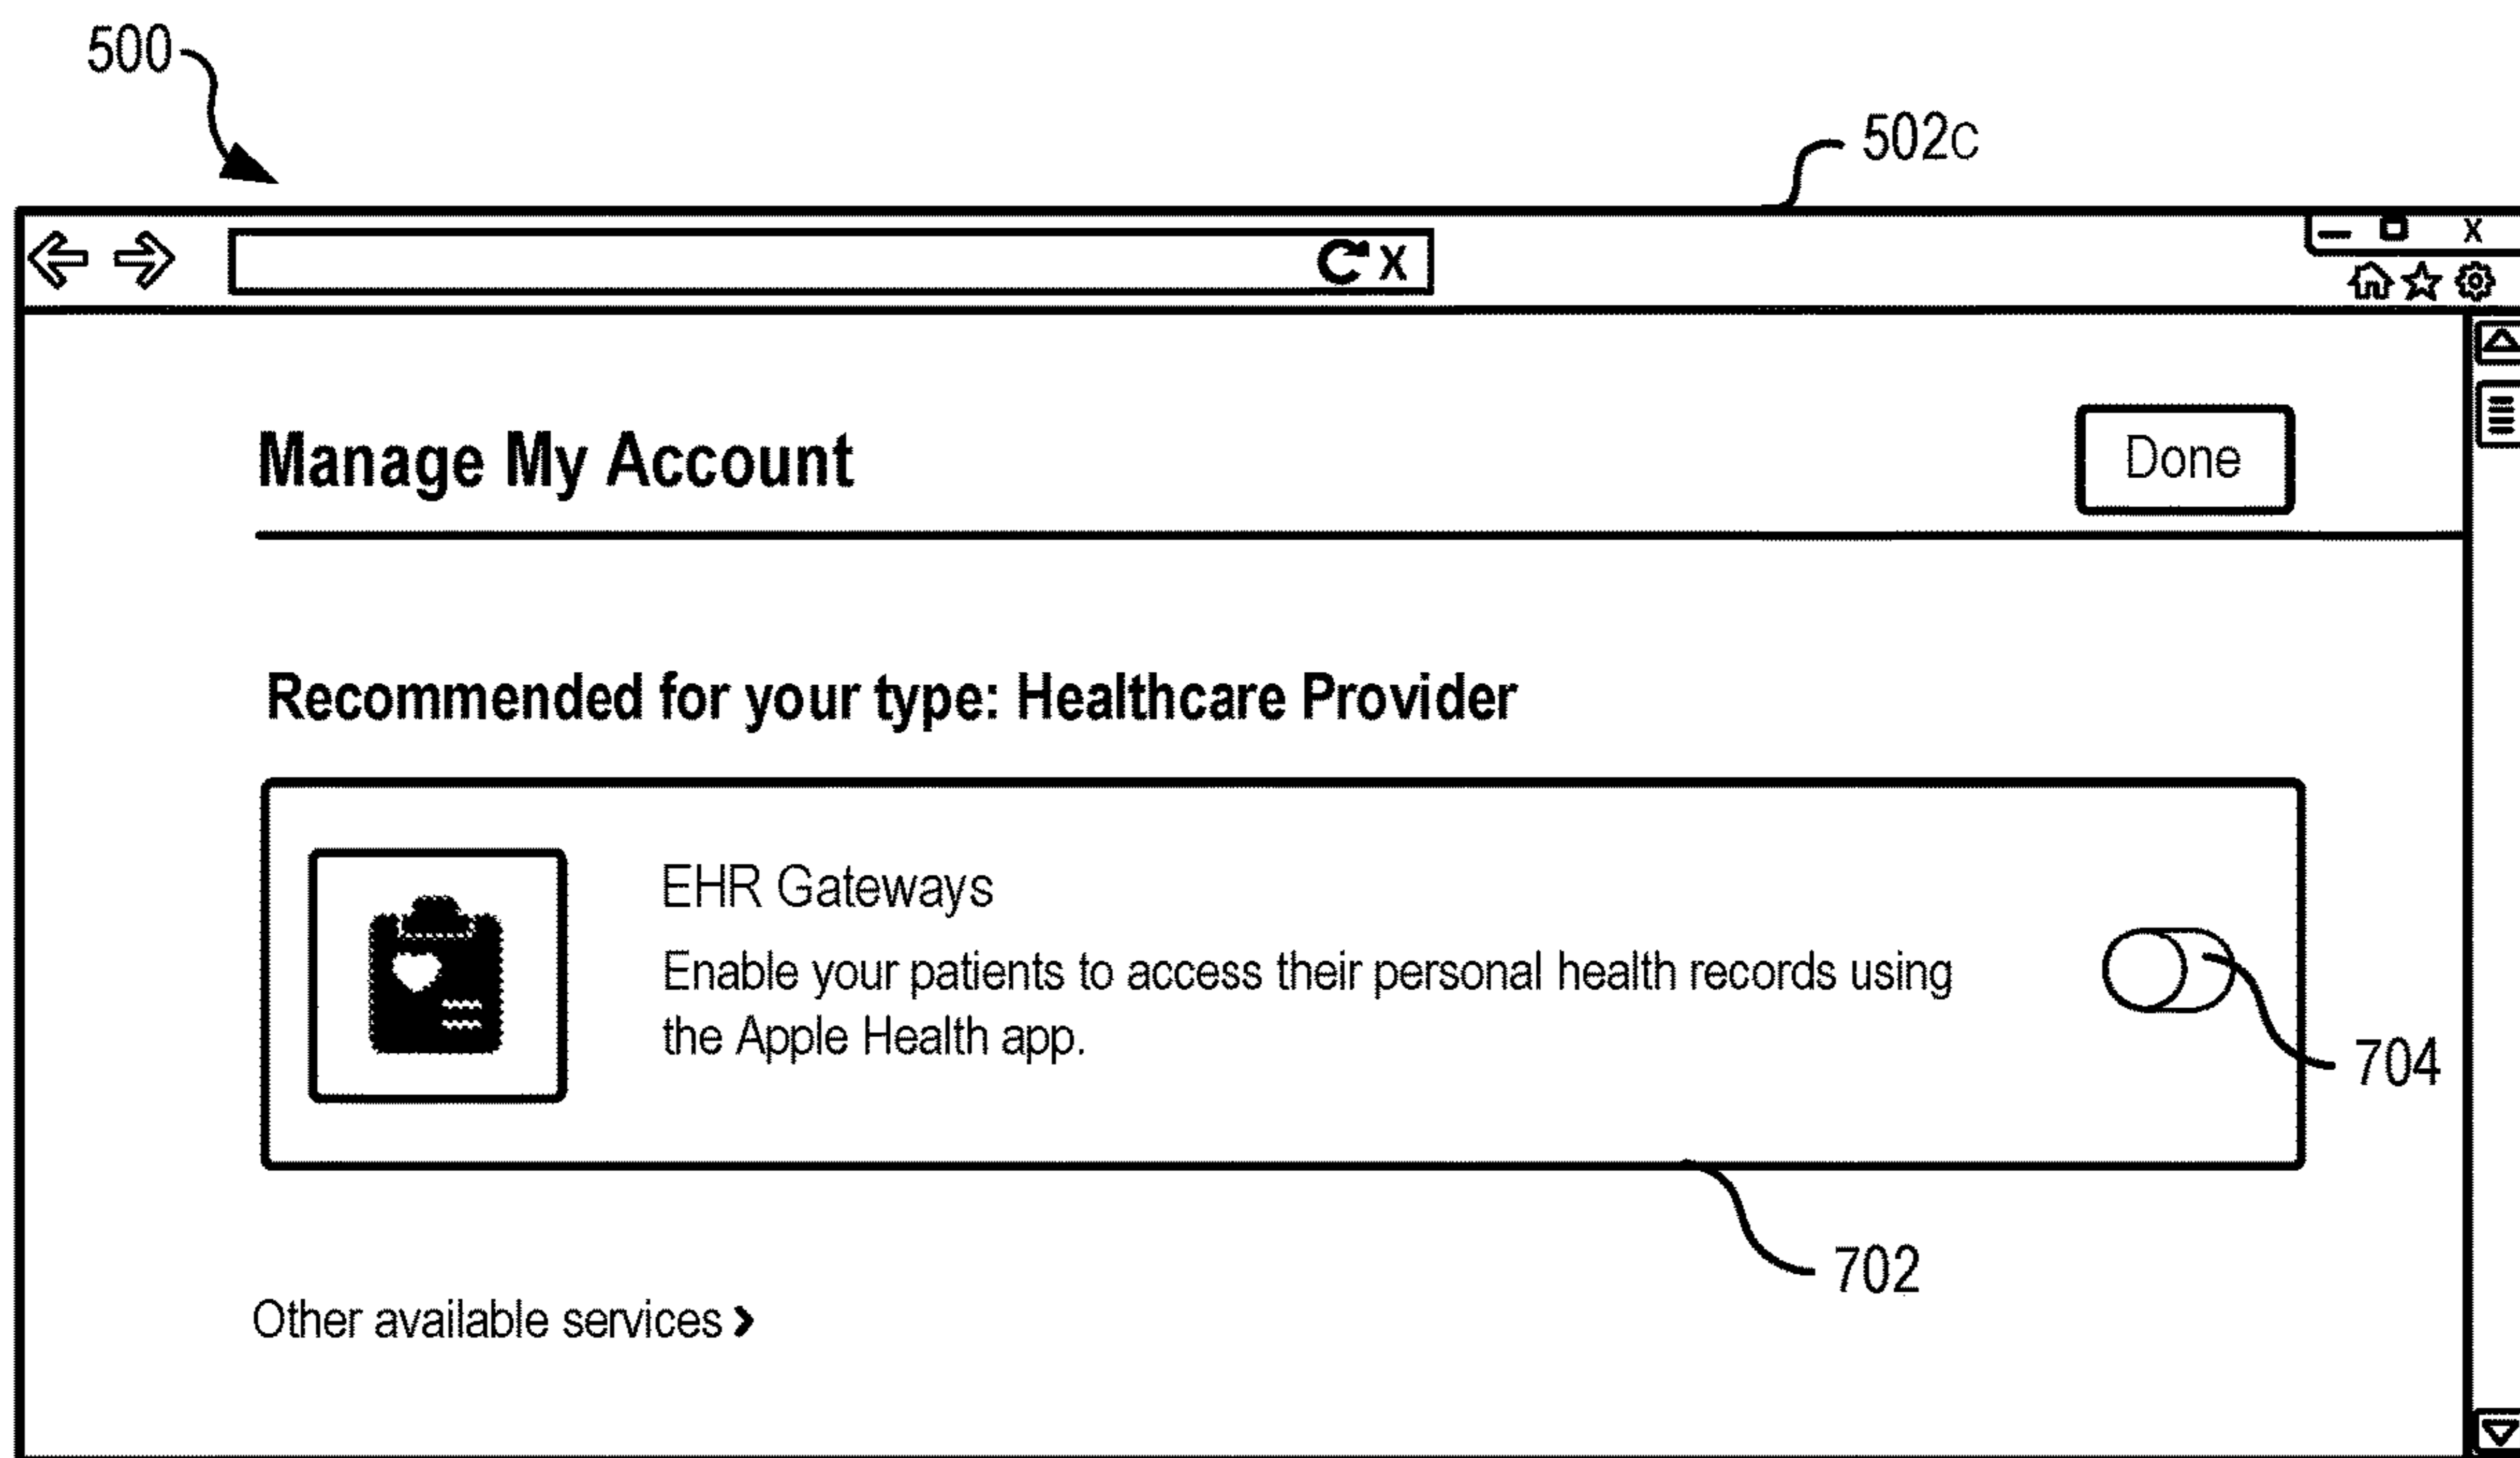 500
502c
X
X
Manage My Account
Done
Recommended for your type: Healthcare Provider
EHR Gateways
Enable your patients to access their personal health records using
the Apple Health app.
704
702
Other available services >